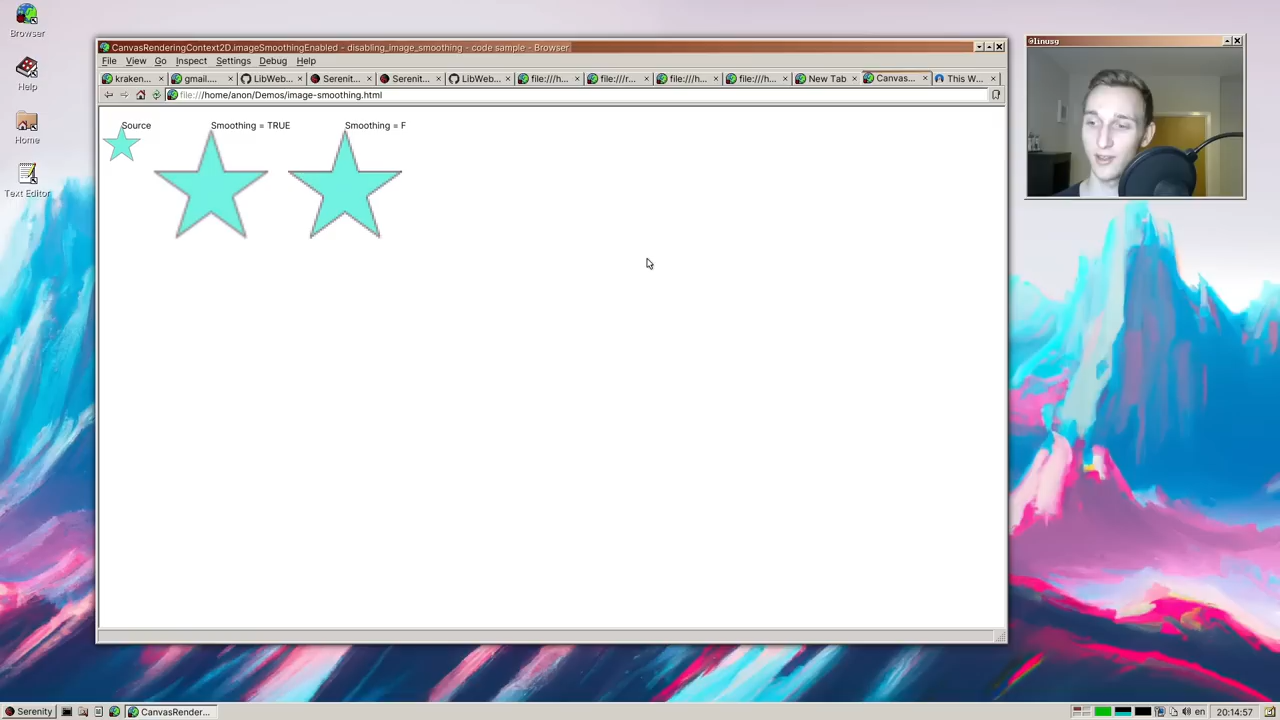 Browser
Help
Home
Text Editor
CanvasRenderingContext2D.imageSmoothingEnabled - disabling_image_smoothing - code sample - Browser
File View Go Inspect Settings Debug Help
kraken... gmail.... LibWeb... Serenit... Serenit... LibWeb... file:///h... file:///r... file:///h... file:///h... New Tab Canvas... This W...
file:///home/anon/Demos/image-smoothing.html
Source Smoothing = TRUE Smoothing = F
@linusg
Serenity CanvasRender... en 20:14:57